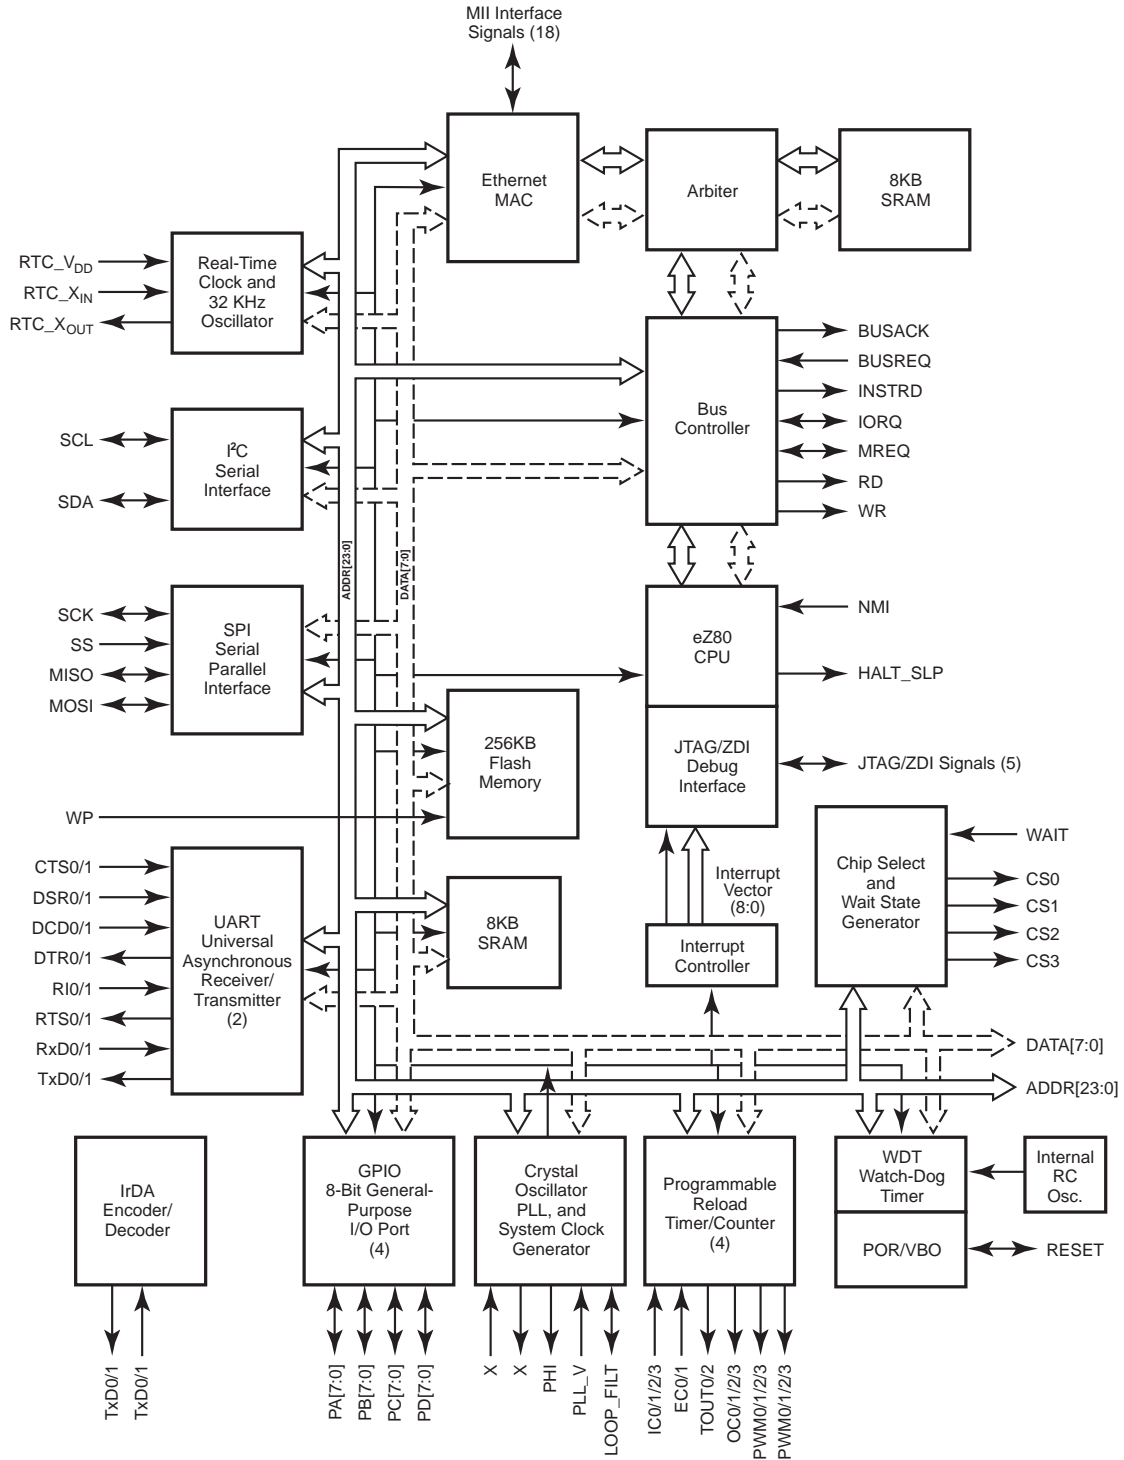 MII Interface
Signals (18)
Ethernet
MAC
Arbiter
8KB
SRAM
RTC_VDD
RTC_XIN
RTC_XOUT
Real-Time
Clock and
32 KHz
Oscillator
BUSACK
BUSREQ
INSTRD
IORQ
MREQ
RD
WR
Bus
Controller
SCL
SDA
I²C
Serial
Interface
ADDR[23:0]
DATA[7:0]
SCK
SS
MISO
MOSI
SPI
Serial
Parallel
Interface
eZ80
CPU
NMI
HALT_SLP
256KB
Flash
Memory
JTAG/ZDI
Debug
Interface
JTAG/ZDI Signals (5)
WP
CTS0/1
DSR0/1
DCD0/1
DTR0/1
RI0/1
RTS0/1
RxD0/1
TxD0/1
UART
Universal
Asynchronous
Receiver/
Transmitter
(2)
8KB
SRAM
Interrupt
Vector
(8:0)
Interrupt
Controller
Chip Select
and
Wait State
Generator
WAIT
CS0
CS1
CS2
CS3
DATA[7:0]
ADDR[23:0]
IrDA
Encoder/
Decoder
GPIO
8-Bit General-
Purpose
I/O Port
(4)
Crystal
Oscillator
PLL, and
System Clock
Generator
Programmable
Reload
Timer/Counter
(4)
WDT
Watch-Dog
Timer
POR/VBO
Internal
RC
Osc.
RESET
TxD0/1
TxD0/1
PA[7:0]
PB[7:0]
PC[7:0]
PD[7:0]
X
X
PHI
PLL_V
LOOP_FILT
IC0/1/2/3
EC0/1
TOUT0/2
OC0/1/2/3
PWM0/1/2/3
PWM0/1/2/3